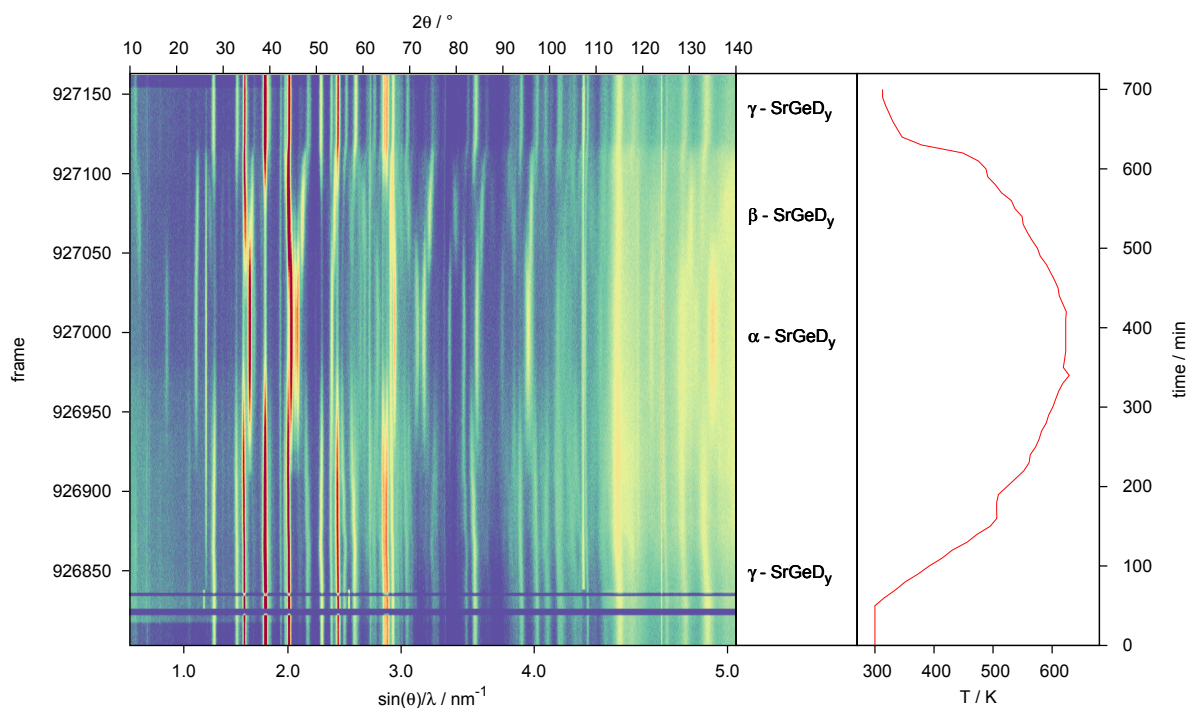 2θ / °
10 20 30 40 50 60 70 80 90 100 110 120 130 140
frame
927150
927100
927050
927000
926950
926900
926850
1.0 2.0 3.0 4.0 5.0
sin(θ)/λ / nm⁻¹
γ - SrGeDy
β - SrGeDy
α - SrGeDy
γ - SrGeDy
700
600
500
400
300
200
100
0
time / min
300 400 500 600
T / K